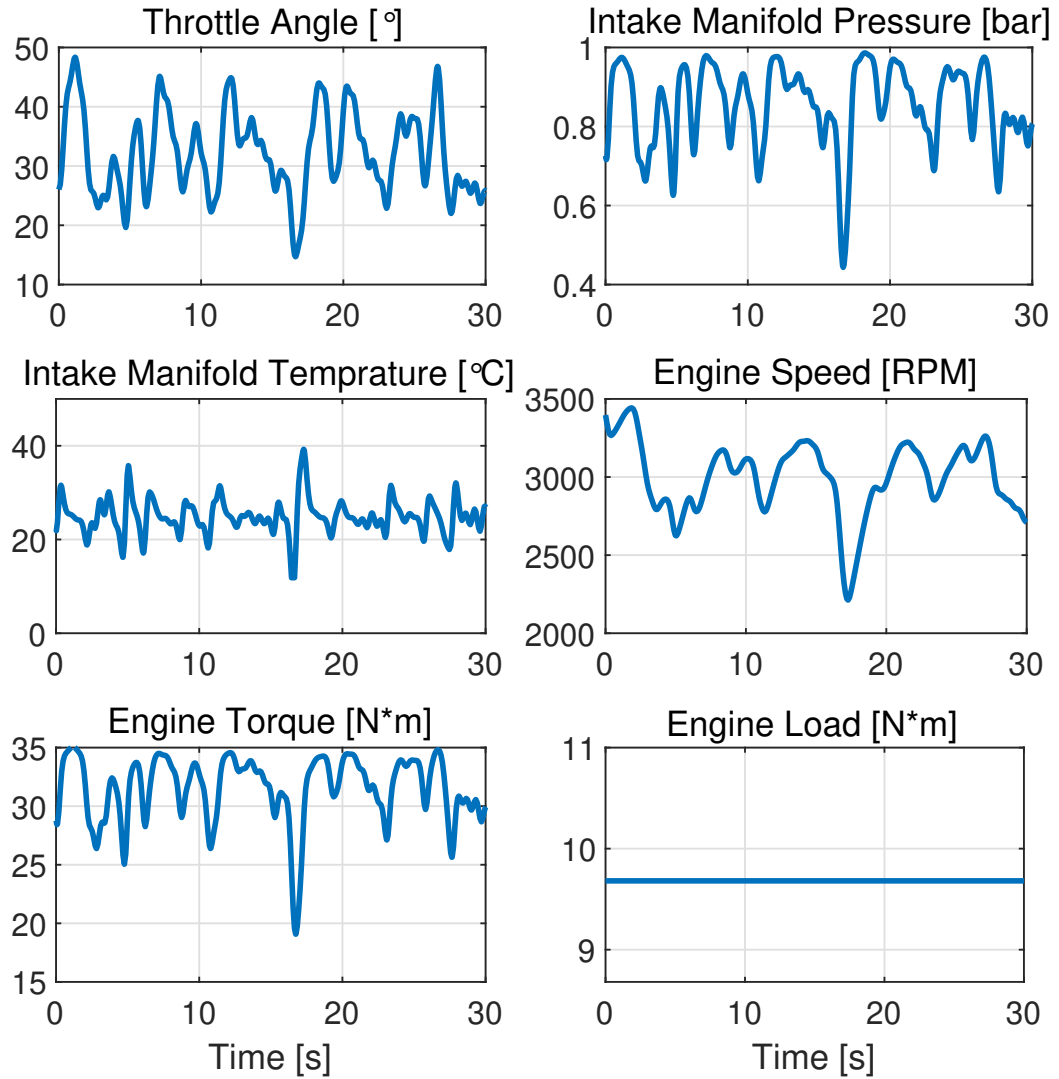 Throttle Angle [°]
Intake Manifold Pressure [bar]
50
40
30
20
10
0 10 20 30
1
0.8
0.6
0.4
0 10 20 30
Intake Manifold Temprature [°C]
Engine Speed [RPM]
40
20
0
0 10 20 30
3500
3000
2500
2000
0 10 20 30
Engine Torque [N*m]
Engine Load [N*m]
35
30
25
20
15
0 10 20 30
Time [s]
11
10
9
0 10 20 30
Time [s]